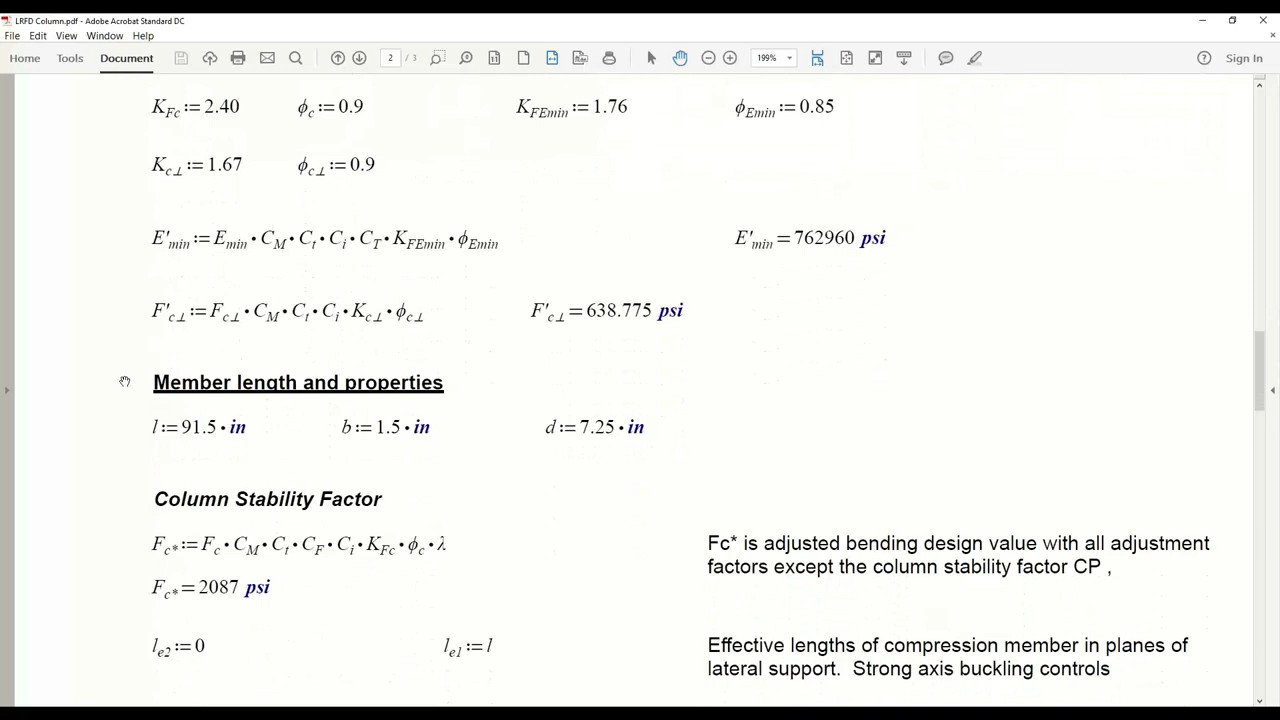 LRFD Column.pdf - Adobe Acrobat Standard DC
File Edit View Window Help
Home Tools Document 2 / 3 199% Sign In
K_Fc := 2.40 ϕ_c := 0.9 K_FEmin := 1.76 ϕ_Emin := 0.85
K_c⊥ := 1.67 ϕ_c⊥ := 0.9
E'_min := E_min • C_M • C_t • C_i • C_T • K_FEmin • ϕ_Emin E'_min = 762960 psi
F'_c⊥ := F_c⊥ • C_M • C_t • C_i • K_c⊥ • ϕ_c⊥ F'_c⊥ = 638.775 psi
Member length and properties
l := 91.5 • in b := 1.5 • in d := 7.25 • in
Column Stability Factor
F_c* := F_c • C_M • C_t • C_F • C_i • K_Fc • ϕ_c • λ
Fc* is adjusted bending design value with all adjustment
factors except the column stability factor CP ,
F_c* = 2087 psi
l_e2 := 0 l_e1 := l
Effective lengths of compression member in planes of
lateral support. Strong axis buckling controls